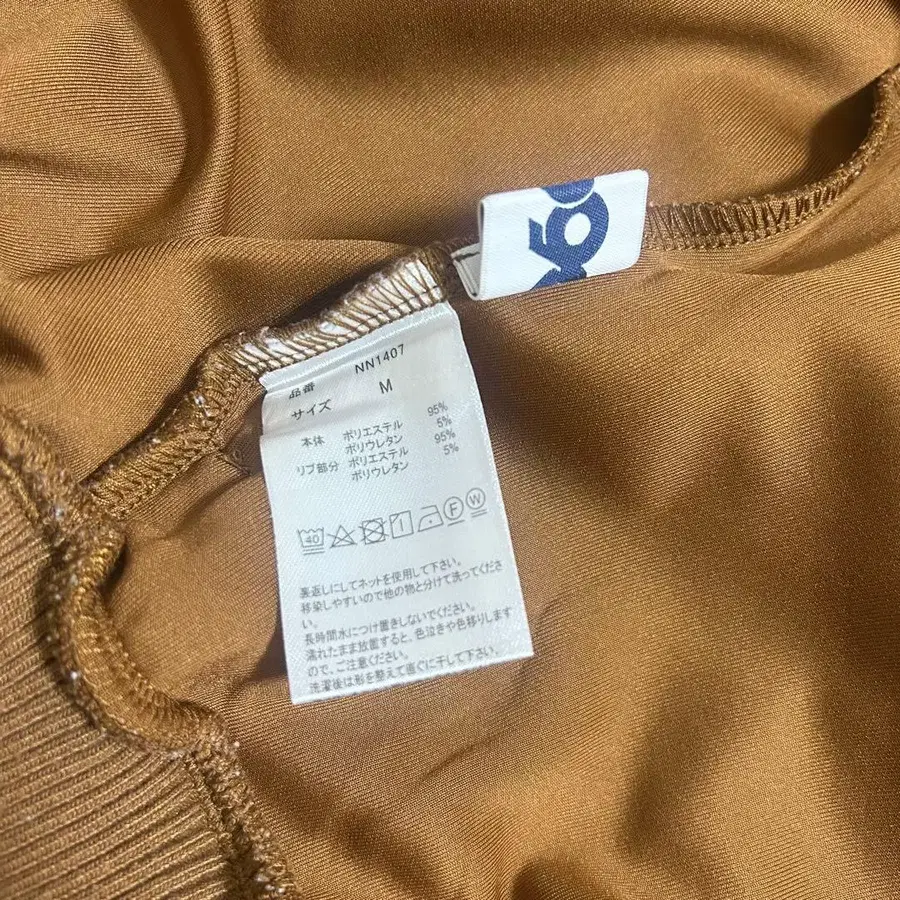 品番 NN1407
サイズ M
本体 ポリエステル 95%
ポリウレタン 5%
リブ部分 ポリエステル 95%
ポリウレタン 5%
40 F W
裏返しにしてネットを使用して下さい。
移染しやすいので他の物と分けて洗ってくださ
い。
長時間水につけ置きしないでください。
濡れたまま放置すると、色泣きや色移りします
ので、ご注意ください。
洗濯後は形を整えて直ぐに干して下さい。